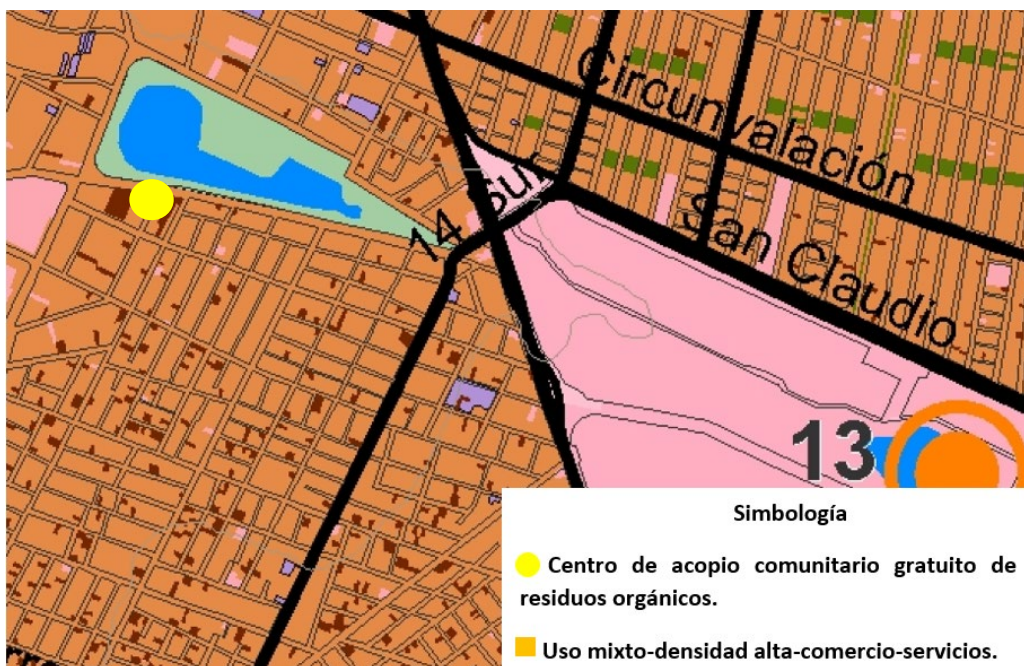 Circunvalación
14 Sur
San Claudio
13
Simbología
Centro de acopio comunitario gratuito de
residuos orgánicos.
Uso mixto-densidad alta-comercio-servicios.